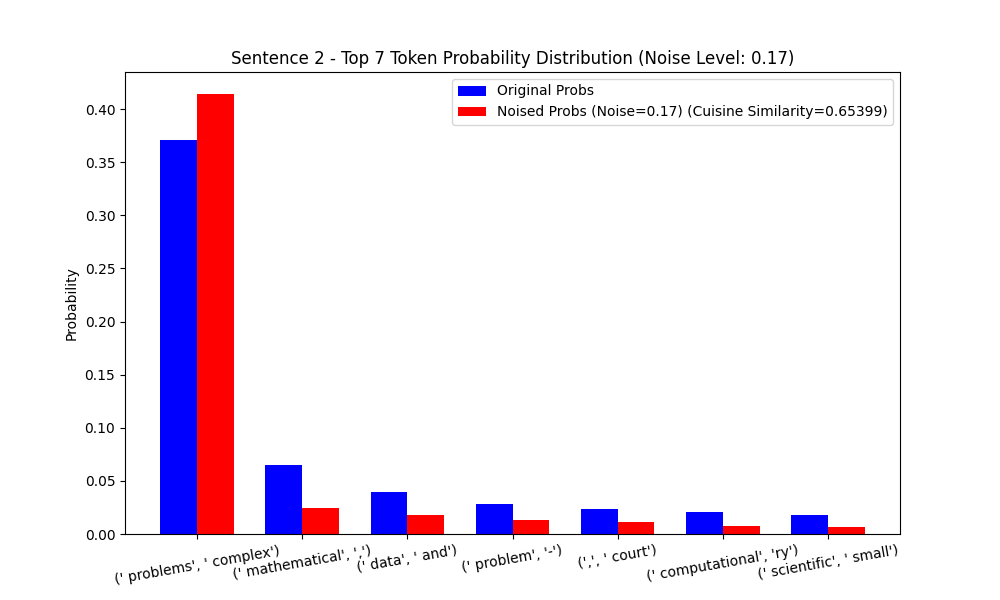 Sentence 2 - Top 7 Token Probability Distribution (Noise Level: 0.17)
Original Probs
Noised Probs (Noise=0.17) (Cuisine Similarity=0.65399)
Probability
0.40
0.35
0.30
0.25
0.20
0.15
0.10
0.05
0.00
(' problems', ' complex')
(' mathematical', ',')
(' data', ' and')
(' problem', '-')
(',', ' court')
(' computational', 'ry')
(' scientific', ' small')